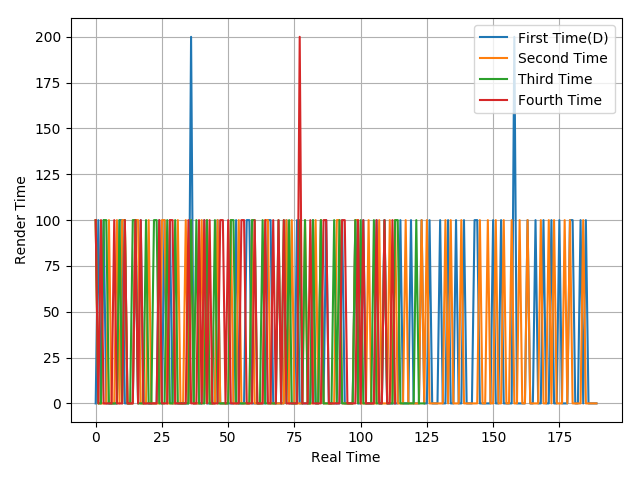 200
175
150
125
100
75
50
25
0
Render Time
First Time(D)
Second Time
Third Time
Fourth Time
0 25 50 75 100 125 150 175
Real Time